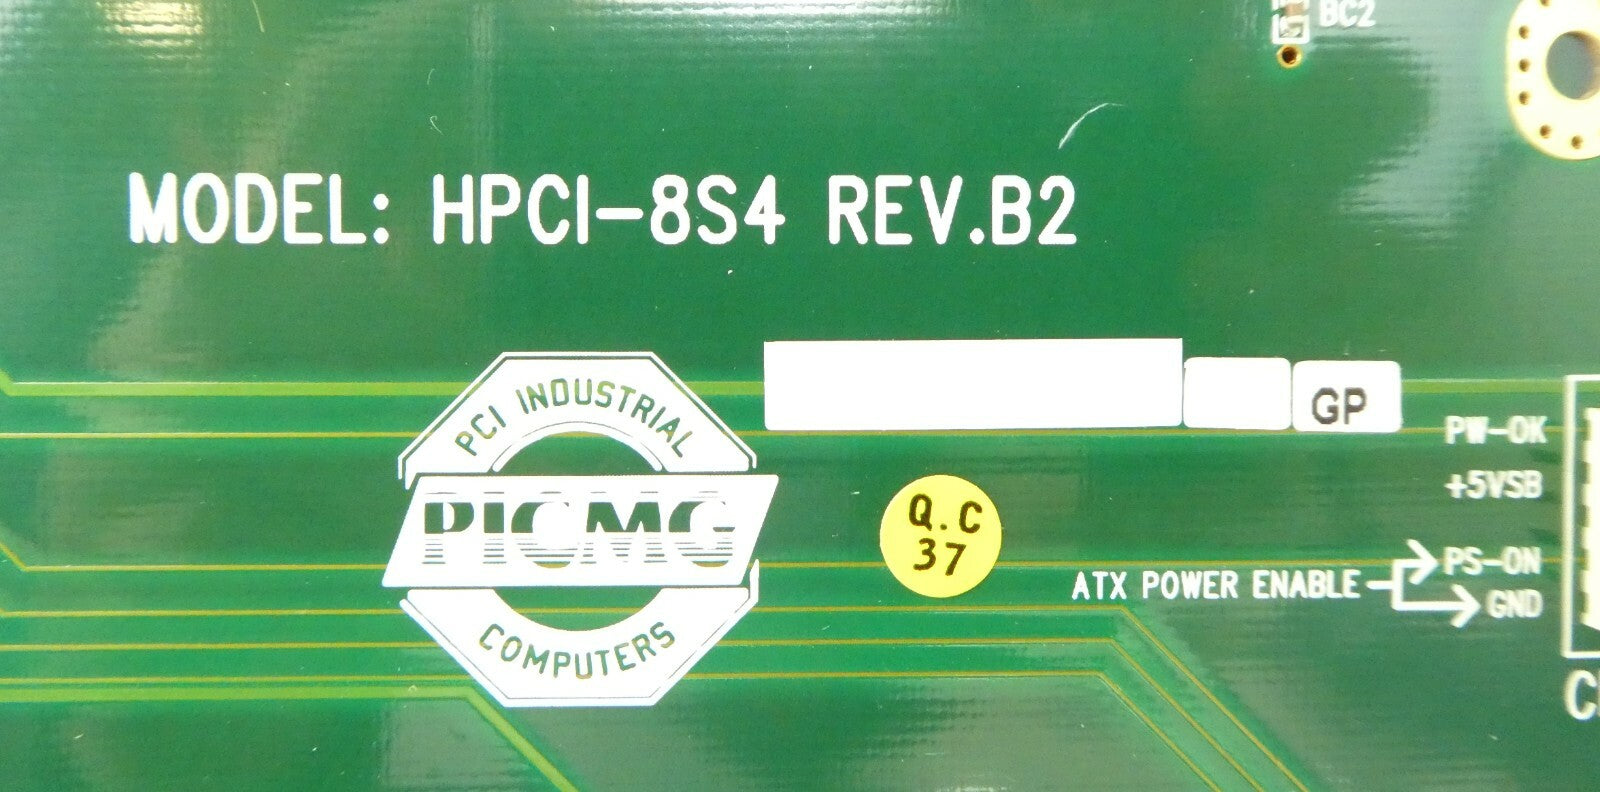 BC2
MODEL: HPCI-8S4 REV.B2
PCI INDUSTRIAL
PICMG
COMPUTERS
GP
Q.C
37
PW-OK
+5VSB
ATX POWER ENABLE
PS-ON
GND